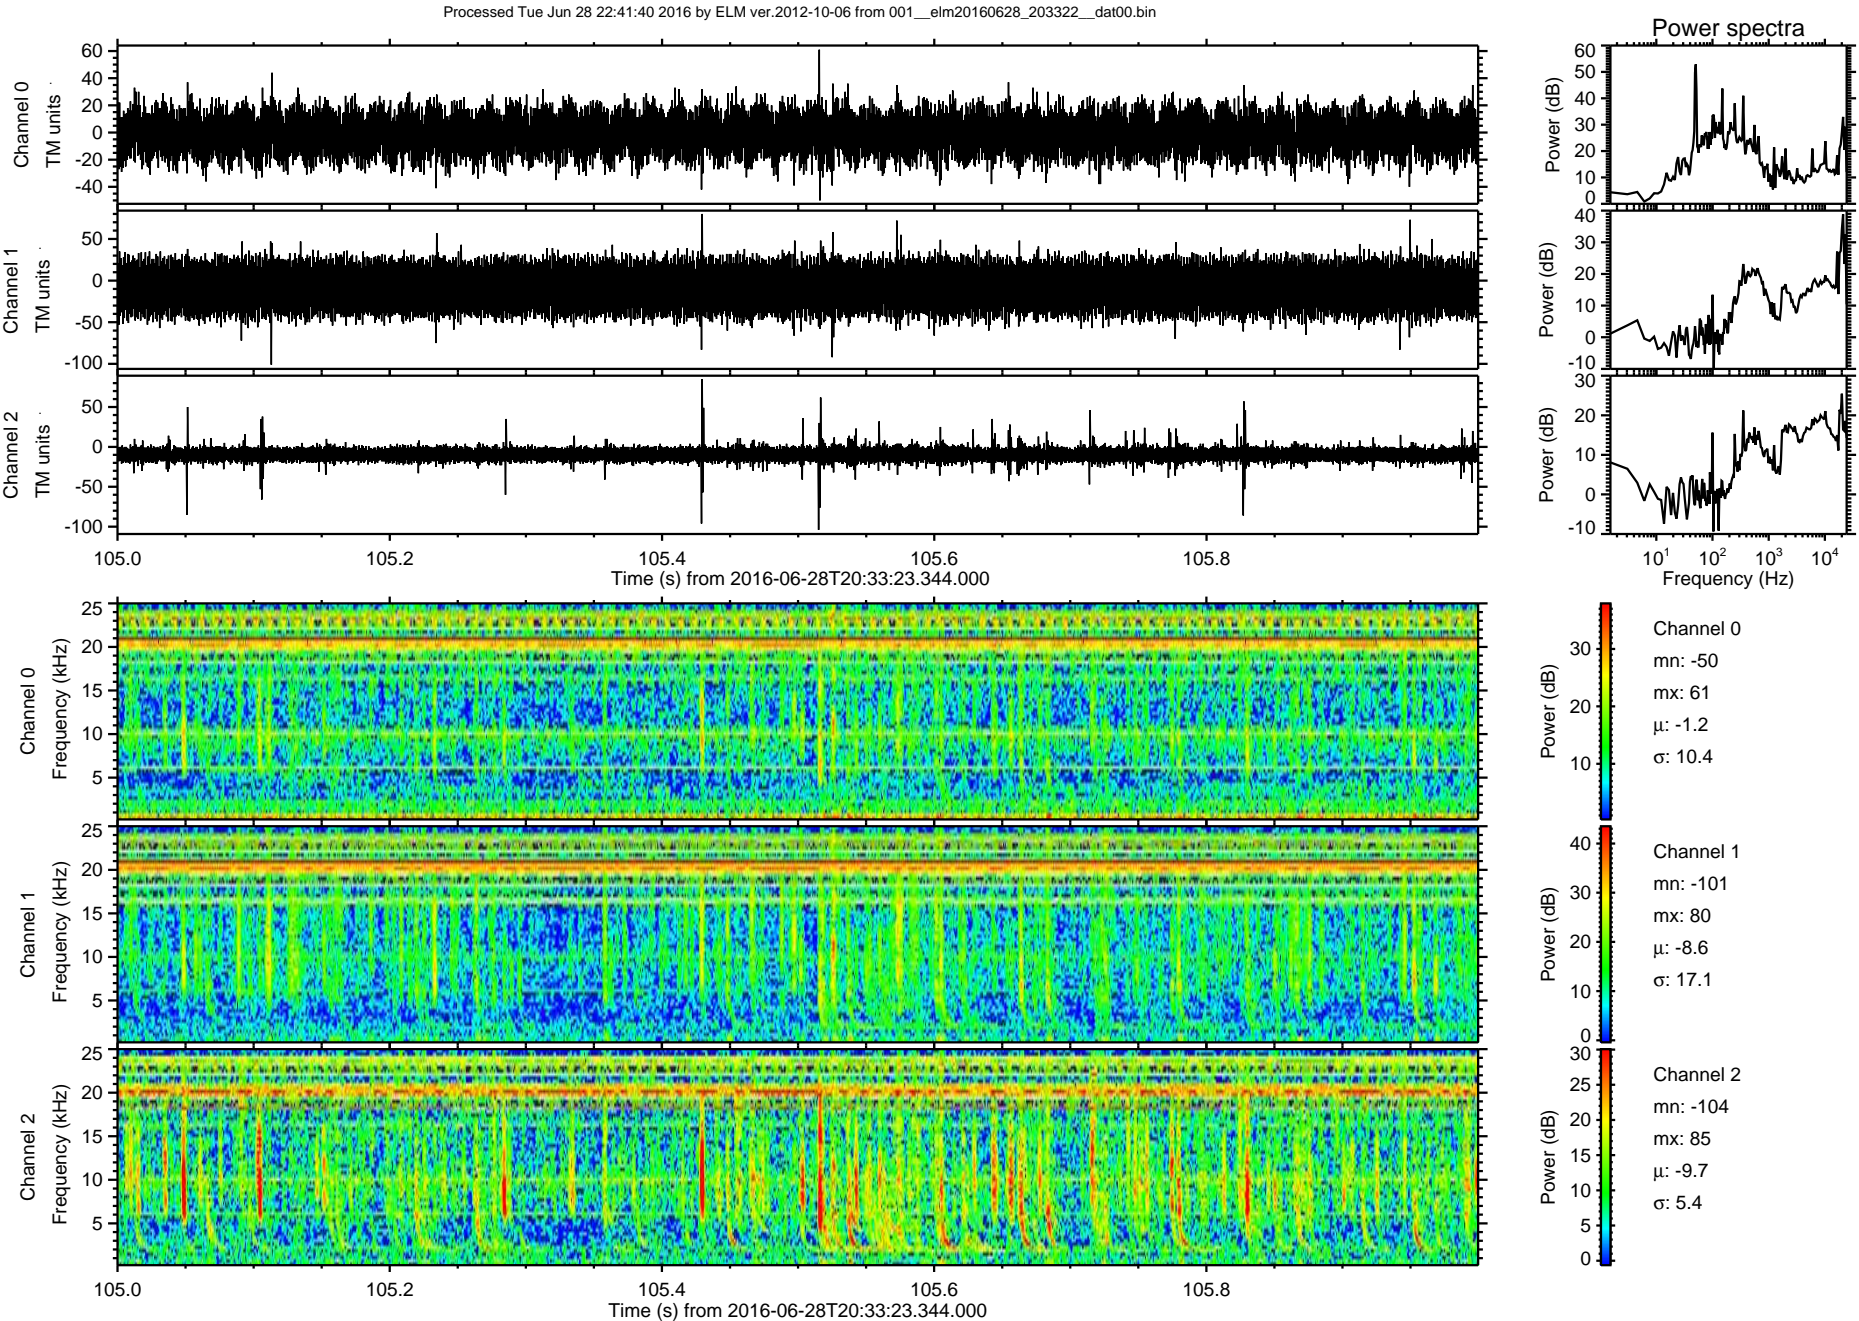 Processed Tue Jun 28 22:41:40 2016 by ELM ver.2012-10-06 from 001__elm20160628_203322__dat00.bin
Power spectra
Channel 0
TM units
60
40
20
0
-20
-40
Power (dB)
60
50
40
30
20
10
0
Channel 1
TM units
50
0
-50
-100
Power (dB)
40
30
20
10
0
-10
Channel 2
TM units
50
0
-50
-100
Power (dB)
30
20
10
0
-10
105.0 105.2 105.4 105.6 105.8
Time (s) from 2016-06-28T20:33:23.344.000
10^1 10^2 10^3 10^4
Frequency (Hz)
Channel 0
Frequency (kHz)
25
20
15
10
5
Power (dB)
30
20
10
Channel 0
mn: -50
mx: 61
μ: -1.2
σ: 10.4
Channel 1
Frequency (kHz)
25
20
15
10
5
Power (dB)
40
30
20
10
0
Channel 1
mn: -101
mx: 80
μ: -8.6
σ: 17.1
Channel 2
Frequency (kHz)
25
20
15
10
5
Power (dB)
30
25
20
15
10
5
0
Channel 2
mn: -104
mx: 85
μ: -9.7
σ: 5.4
105.0 105.2 105.4 105.6 105.8
Time (s) from 2016-06-28T20:33:23.344.000